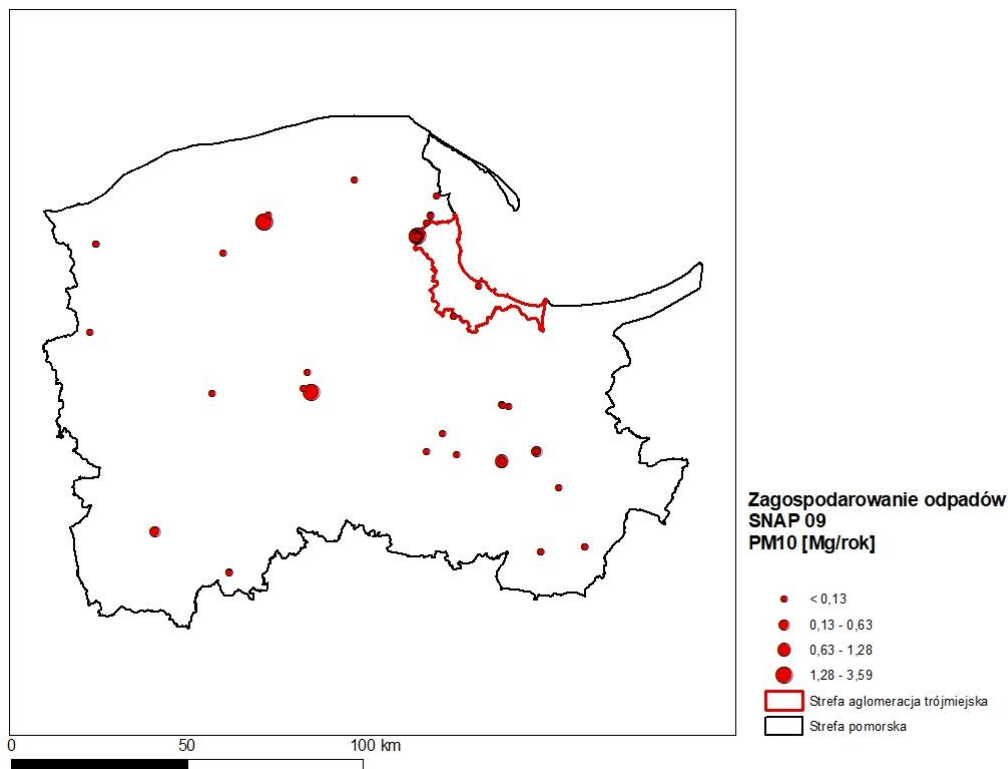 Zagospodarowanie odpadów
SNAP 09
PM10 [Mg/rok]
< 0,13
0,13 - 0,63
0,63 - 1,28
1,28 - 3,59
Strefa aglomeracja trójmiejska
Strefa pomorska
0 50 100 km